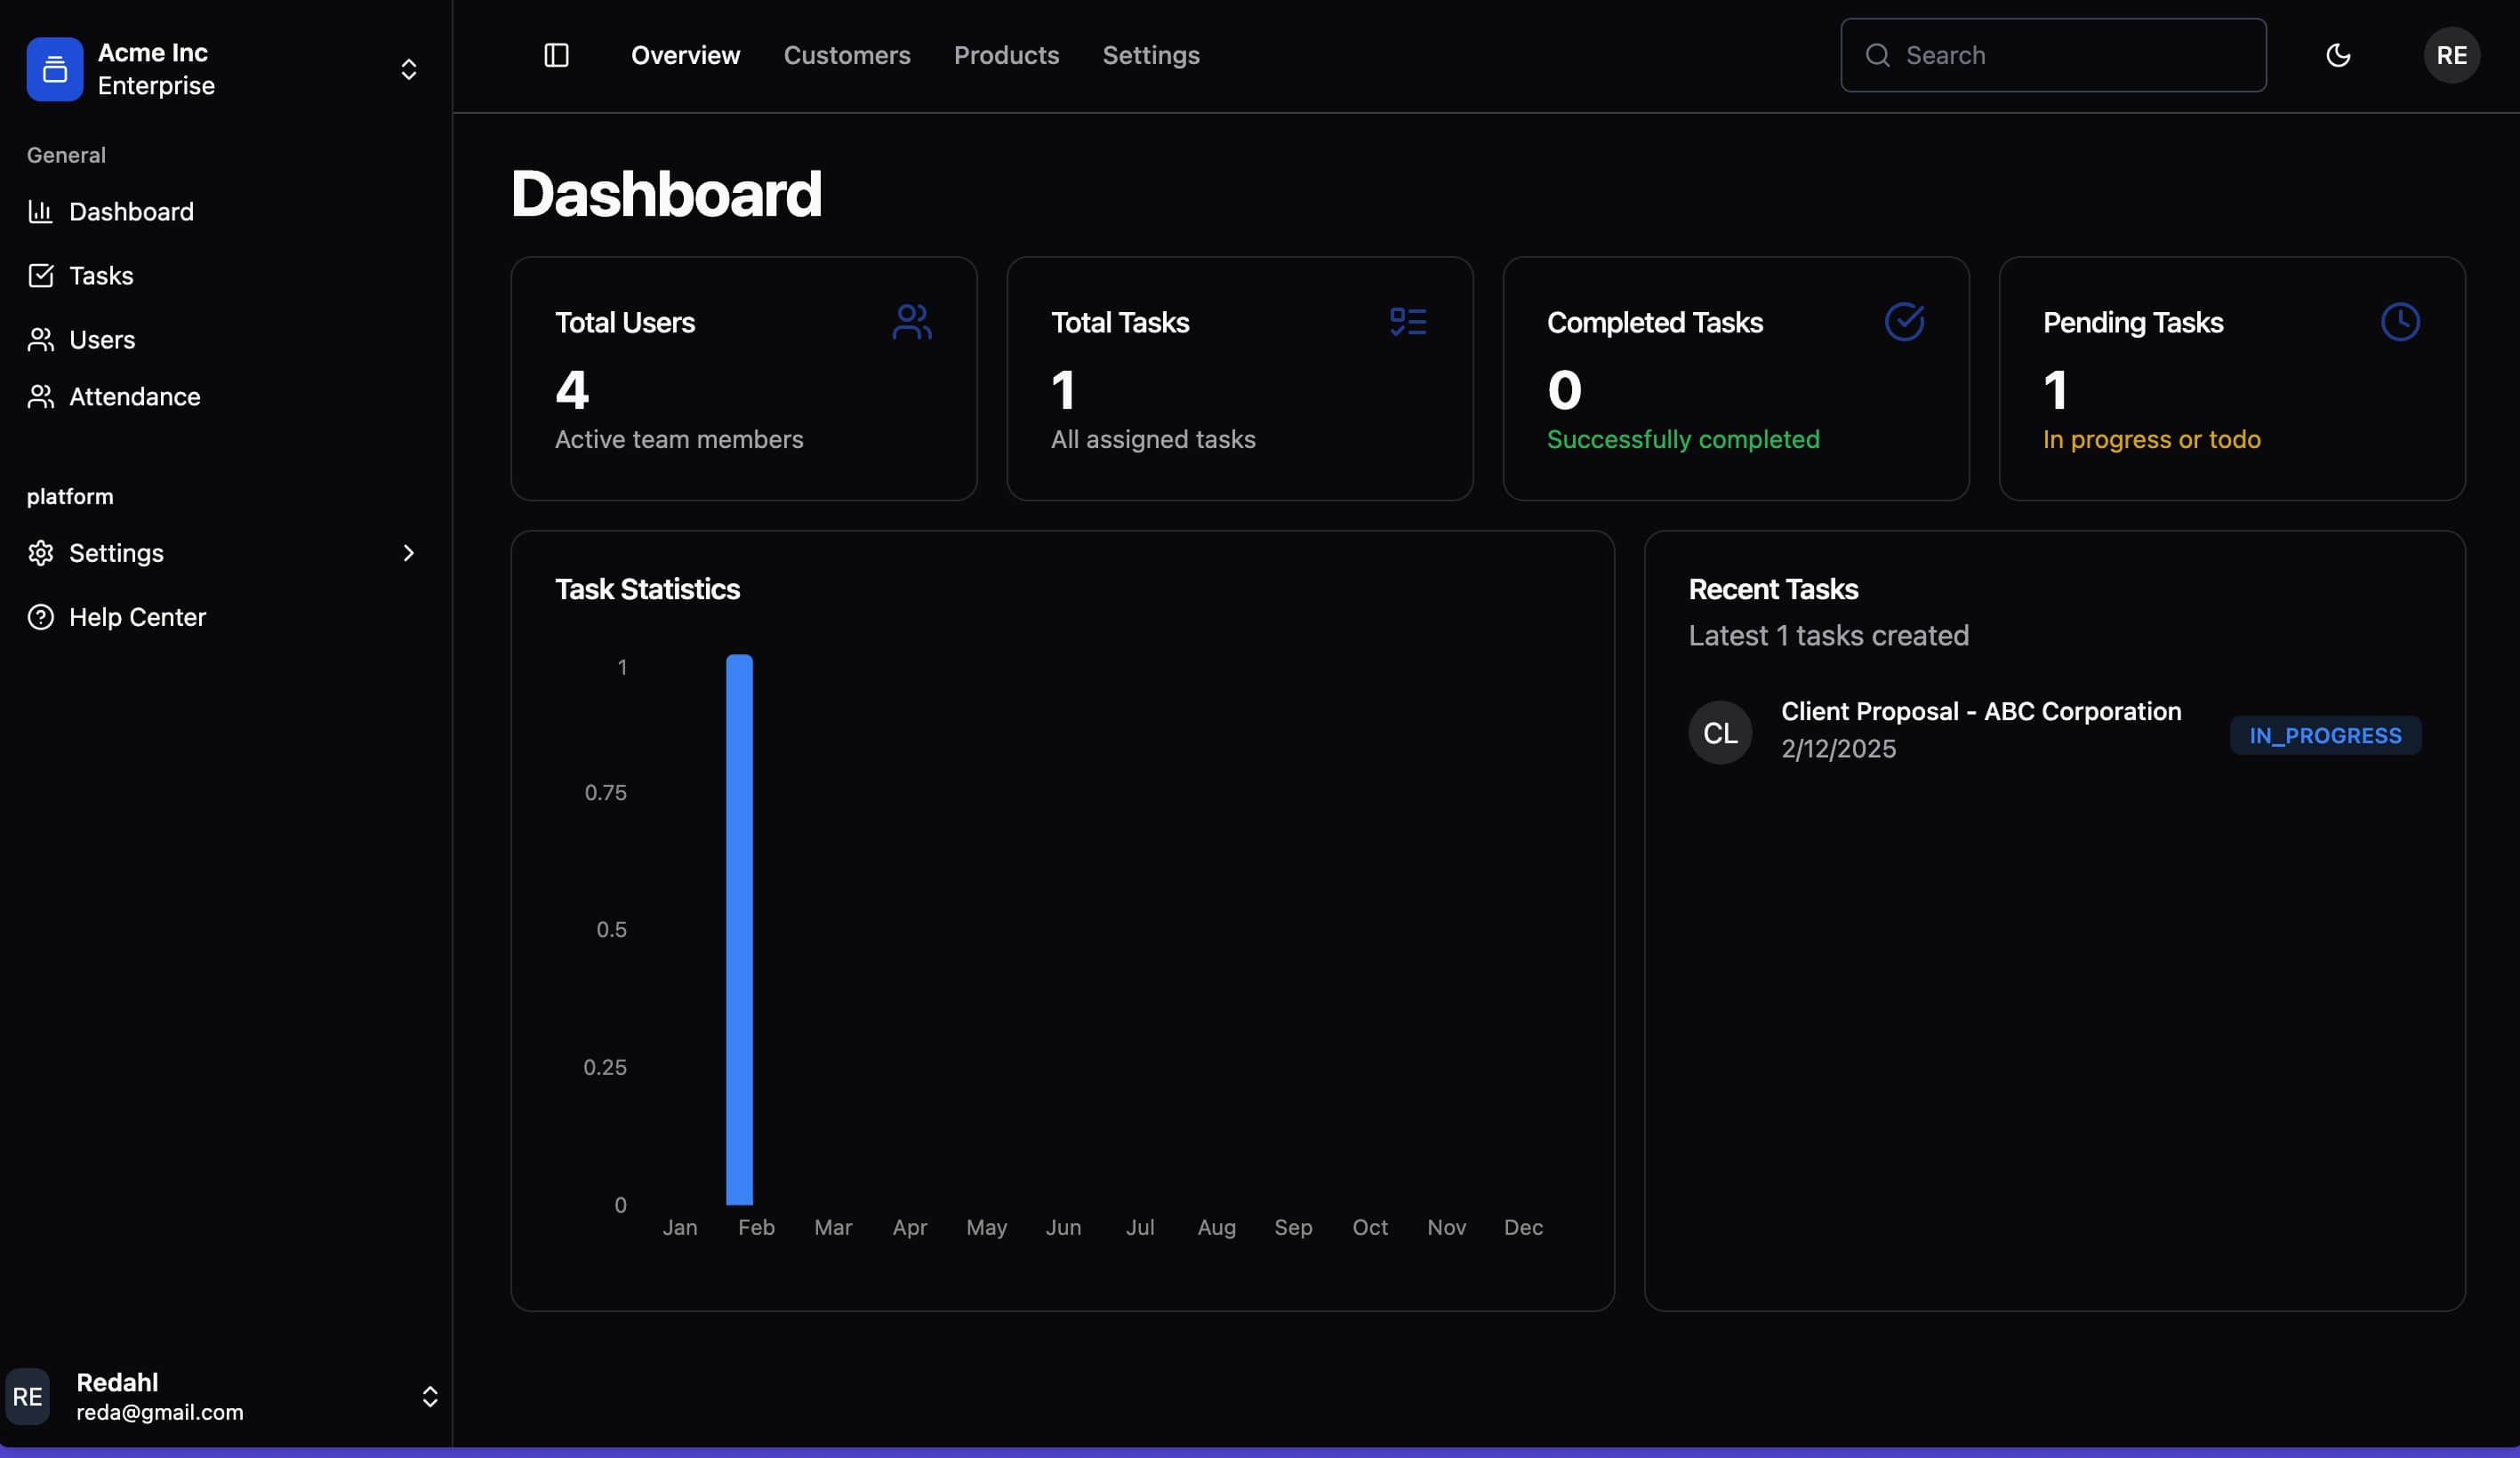 Acme Inc
Enterprise
General
Dashboard
Tasks
Users
Attendance
platform
Settings
Help Center
RE
Redahl
reda@gmail.com
Overview
Customers
Products
Settings
Search
RE
Dashboard
Total Users
4
Active team members
Total Tasks
1
All assigned tasks
Completed Tasks
0
Successfully completed
Pending Tasks
1
In progress or todo
Task Statistics
1
0.75
0.5
0.25
0
Jan Feb Mar Apr May Jun Jul Aug Sep Oct Nov Dec
Recent Tasks
Latest 1 tasks created
CL
Client Proposal - ABC Corporation
2/12/2025
IN_PROGRESS